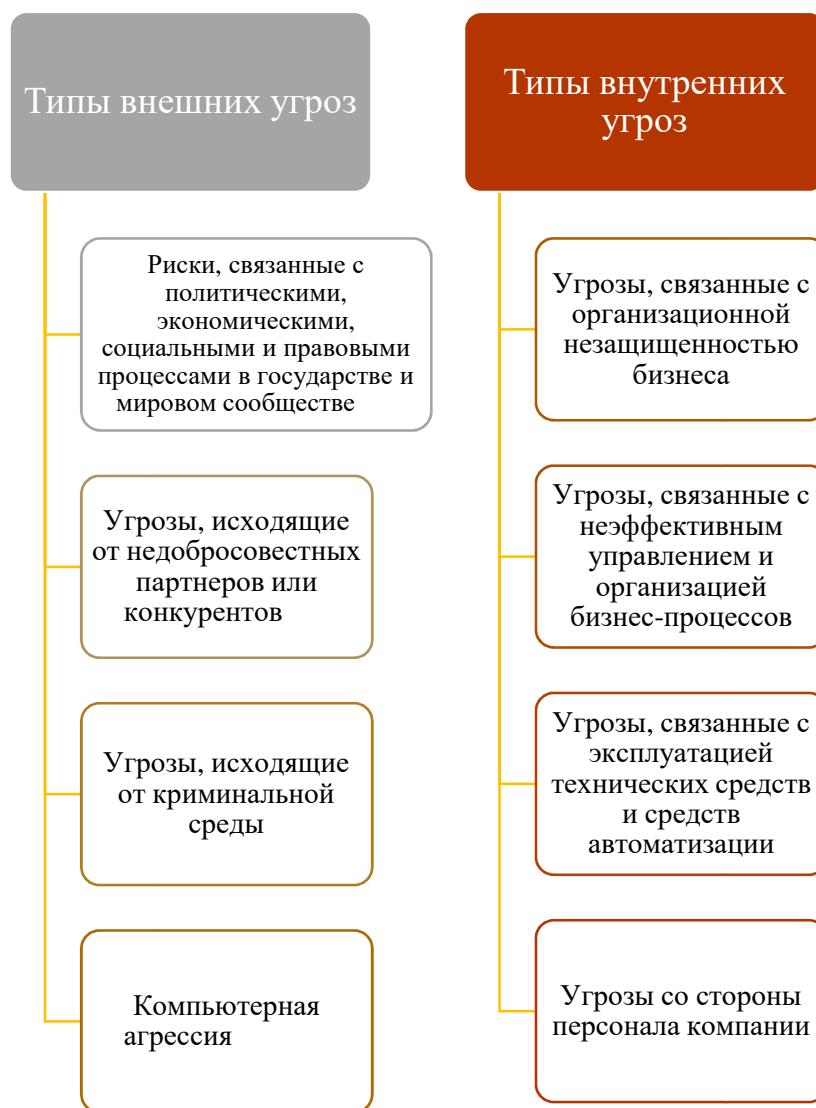 Типы внешних угроз
Риски, связанные с
политическими,
экономическими,
социальными и правовыми
процессами в государстве и
мировом сообществе
Угрозы, исходящие
от недобросовестных
партнеров или
конкурентов
Угрозы, исходящие
от криминальной
среды
Компьютерная
агрессия
Типы внутренних
угроз
Угрозы, связанные с
организационной
незащищенностью
бизнеса
Угрозы, связанные с
неэффективным
управлением и
организацией
бизнес-процессов
Угрозы, связанные с
эксплуатацией
технических средств
и средств
автоматизации
Угрозы со стороны
персонала компании